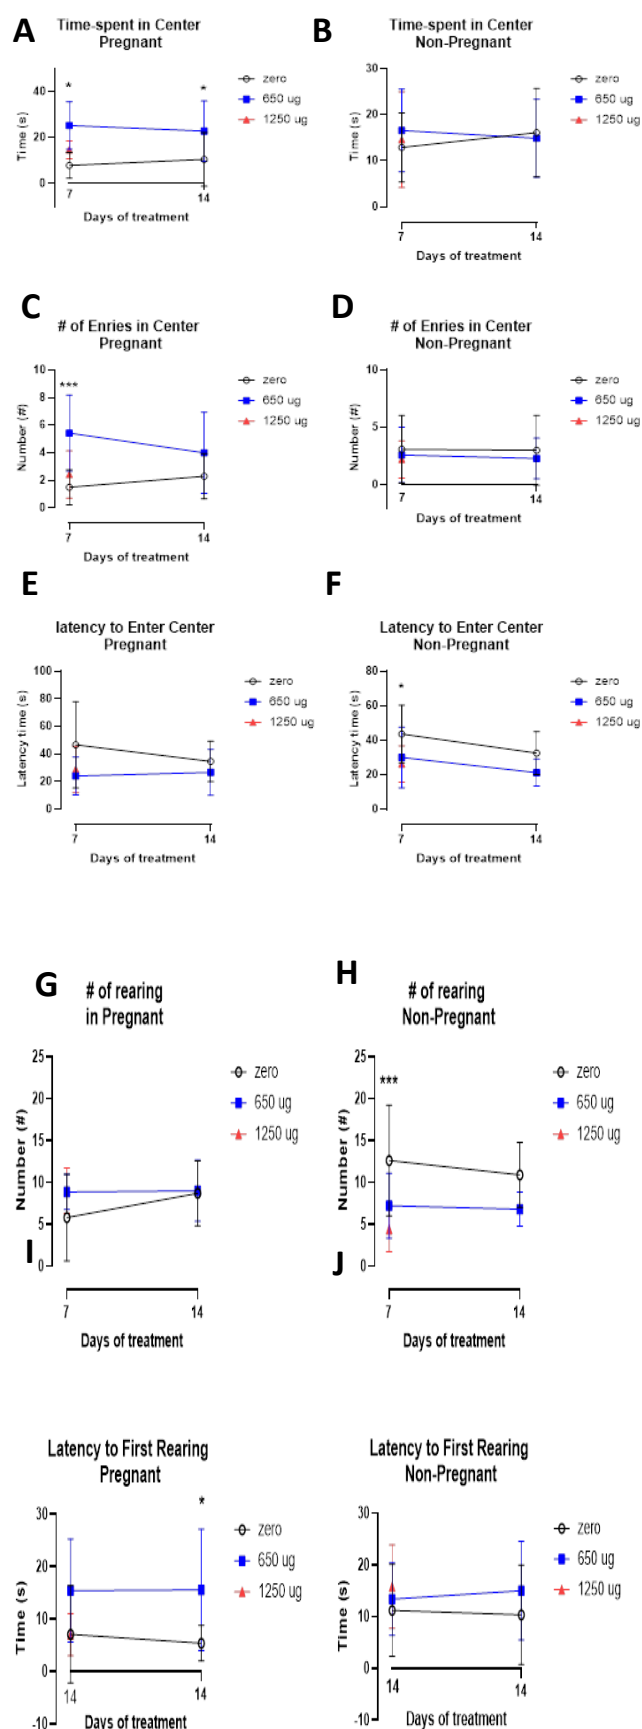 A
Time-spent in Center
Pregnant
*
*
40
20
0
Time (s)
7
14
Days of treatment
zero
650 ug
1250 ug
B
Time-spent in Center
Non-Pregnant
30
20
10
0
Time (s)
7
14
Days of treatment
zero
650 ug
1250 ug
C
# of Enries in Center
Pregnant
***
10
8
6
4
2
0
Number (#)
7
14
Days of treatment
zero
650 ug
1250 ug
D
# of Enries in Center
Non-Pregnant
10
5
0
Number (#)
7
14
Days of treatment
zero
650 ug
1250 ug
E
latency to Enter Center
Pregnant
100
80
60
40
20
0
Latency time (s)
7
14
Days of treatment
zero
650 ug
1250 ug
F
Latency to Enter Center
Non-Pregnant
*
80
60
40
20
0
Latency time (s)
7
14
Days of treatment
zero
650 ug
1250 ug
G
# of rearing
in Pregnant
25
20
15
10
5
0
Number (#)
7
14
Days of treatment
zero
650 ug
1250 ug
H
# of rearing
Non-Pregnant
***
25
20
15
10
5
0
Number (#)
7
14
Days of treatment
zero
650 ug
1250 ug
I
Latency to First Rearing
Pregnant
*
30
20
10
0
-10
Time (s)
14
14
Days of treatment
zero
650 ug
1250 ug
J
Latency to First Rearing
Non-Pregnant
30
20
10
0
-10
Time (s)
14
14
Days of treatment
zero
650 ug
1250 ug